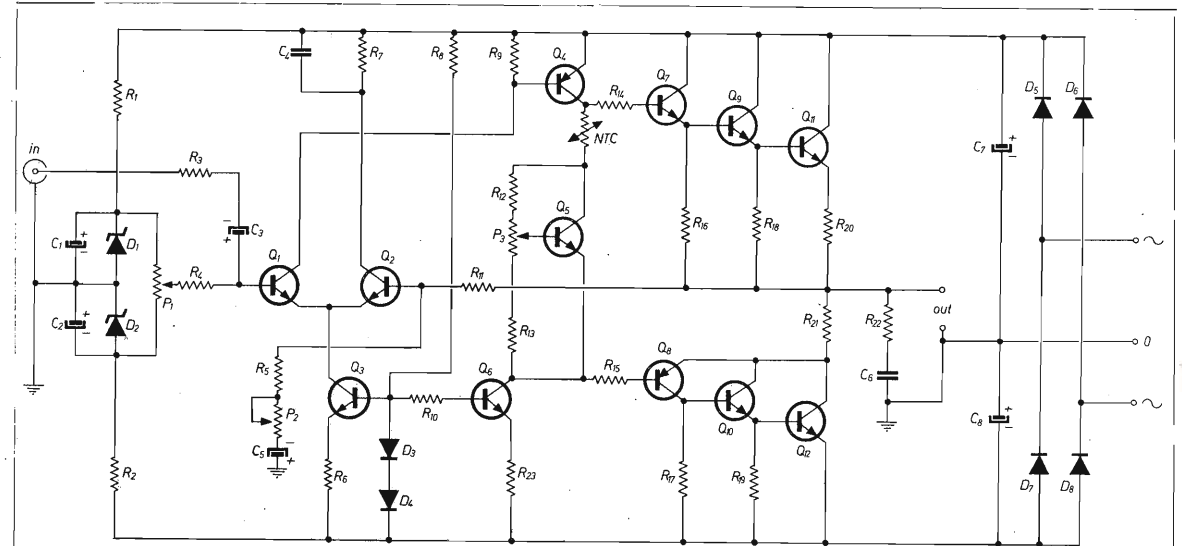 in
R1
C4
R7
R8
R9
Q4
R14
Q7
Q9
Q11
D5
D6
R3
NTC
C7
+
−
R12
C1
+
−
D1
−
+
C3
P3
Q5
R16
R18
R20
~
Q1
Q2
R11
P1
R4
C2
+
−
D2
out
R21
R22
0
R13
Q8
R5
Q3
Q6
R15
C6
P2
R10
Q10
C8
+
−
~
C5
−
+
D3
Q12
R2
R6
R23
R17
R19
D7
D8
D4